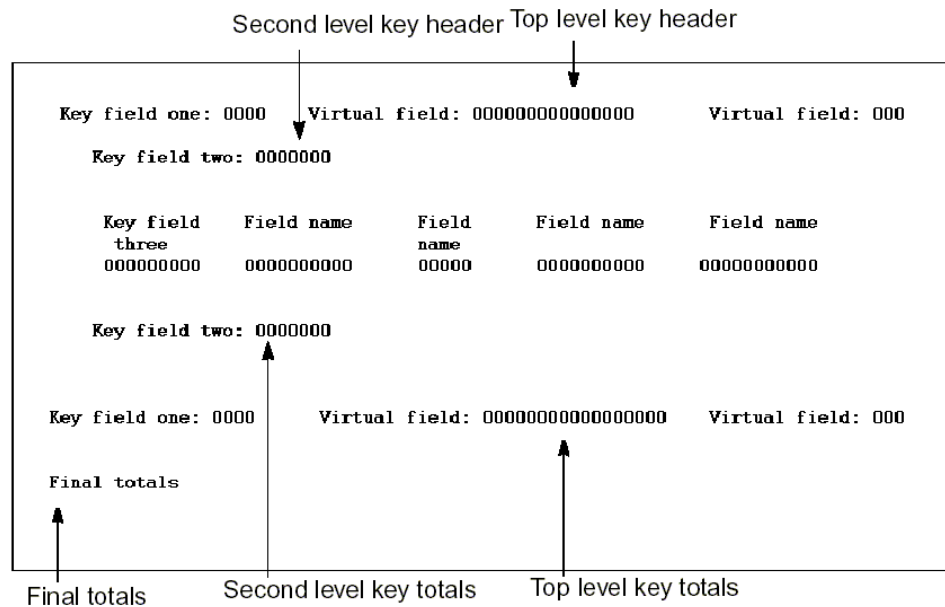 Second level key header Top level key header
Key field one: 0000 Virtual field: 000000000000000 Virtual field: 000
Key field two: 0000000
Key field Field name Field Field name Field name
three name
000000000 0000000000 00000 0000000000 00000000000
Key field two: 0000000
Key field one: 0000 Virtual field: 00000000000000000 Virtual field: 000
Final totals
Final totals Second level key totals Top level key totals